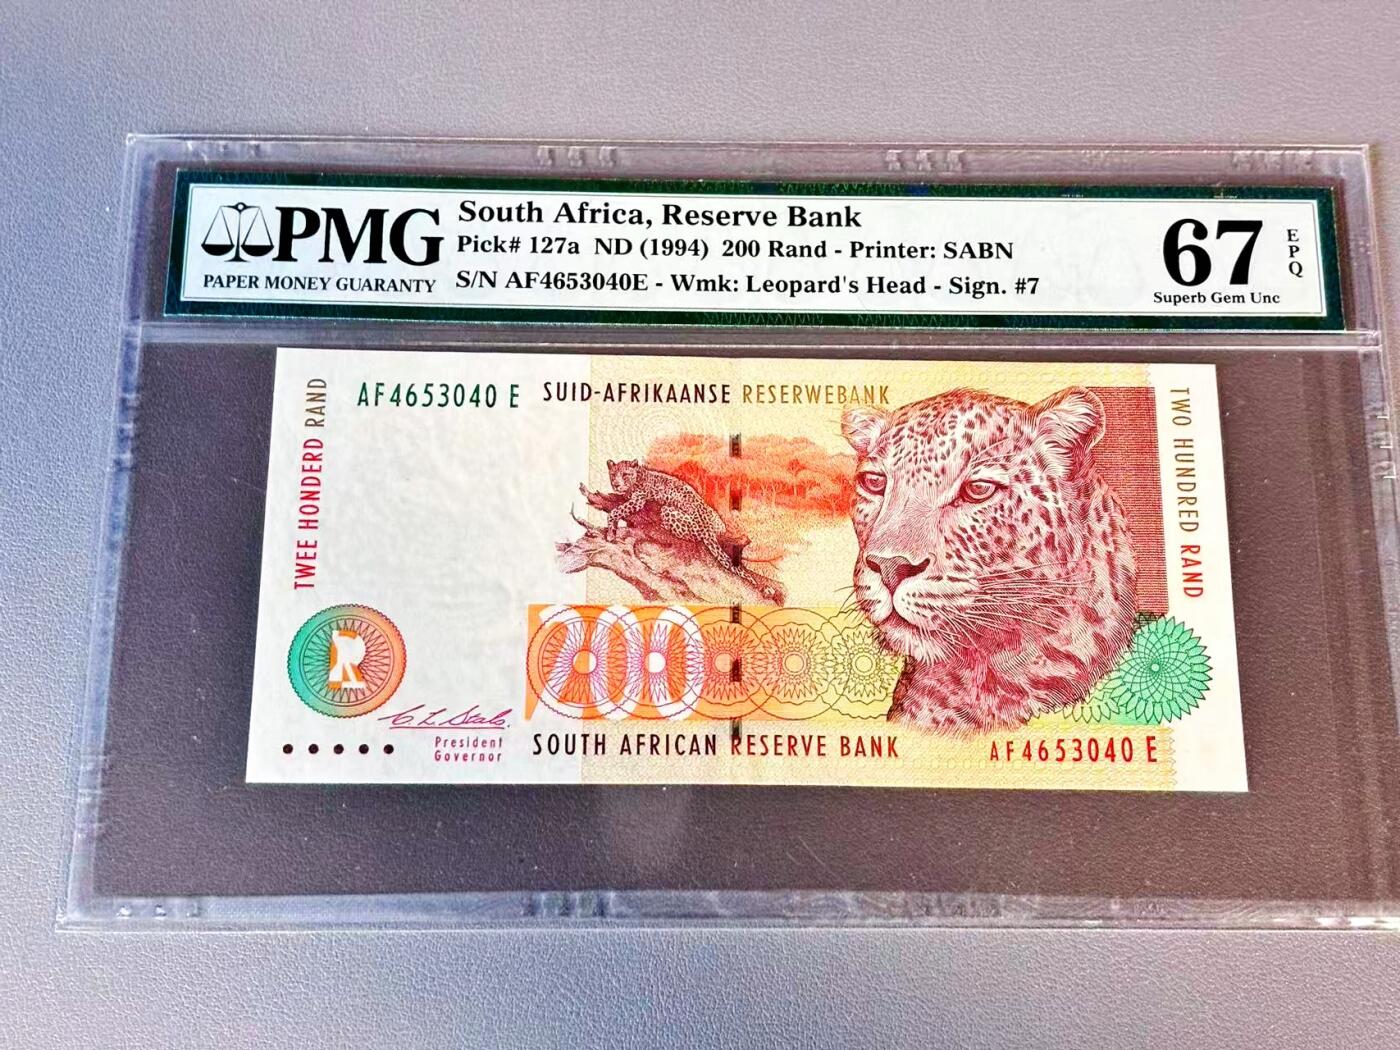 PMG
PAPER MONEY GUARANTY
South Africa, Reserve Bank
Pick# 127a ND (1994) 200 Rand - Printer: SABN
S/N AF4653040E - Wmk: Leopard's Head - Sign. #7
67
EPQ
Superb Gem Unc
TWEE HONDERD RAND
AF4653040 E
SUID-AFRIKAANSE RESERWEBANK
TWO HUNDRED RAND
200
R
C. L. Stals.
President
Governor
SOUTH AFRICAN RESERVE BANK
AF4653040 E